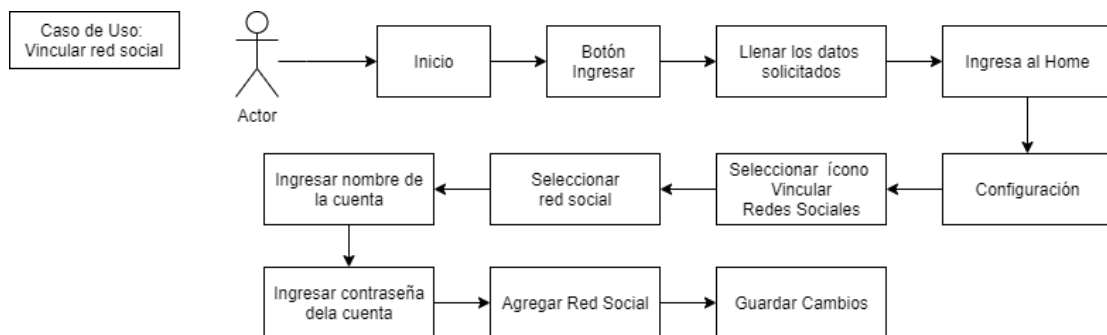 Caso de Uso:
Vincular red social
Actor
Inicio
Botón
Ingresar
Llenar los datos
solicitados
Ingresa al Home
Configuración
Seleccionar ícono
Vincular
Redes Sociales
Seleccionar
red social
Ingresar nombre de
la cuenta
Ingresar contraseña
dela cuenta
Agregar Red Social
Guardar Cambios